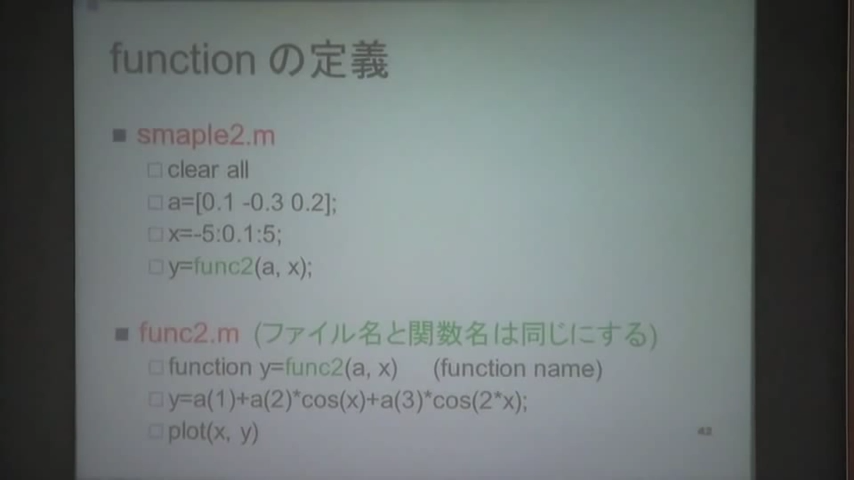 function の定義
smaple2.m
clear all
a=[0.1 -0.3 0.2];
x=-5:0.1:5;
y=func2(a, x);
func2.m (ファイル名と関数名は同じにする)
function y=func2(a, x) (function name)
y=a(1)+a(2)*cos(x)+a(3)*cos(2*x);
plot(x, y)
42